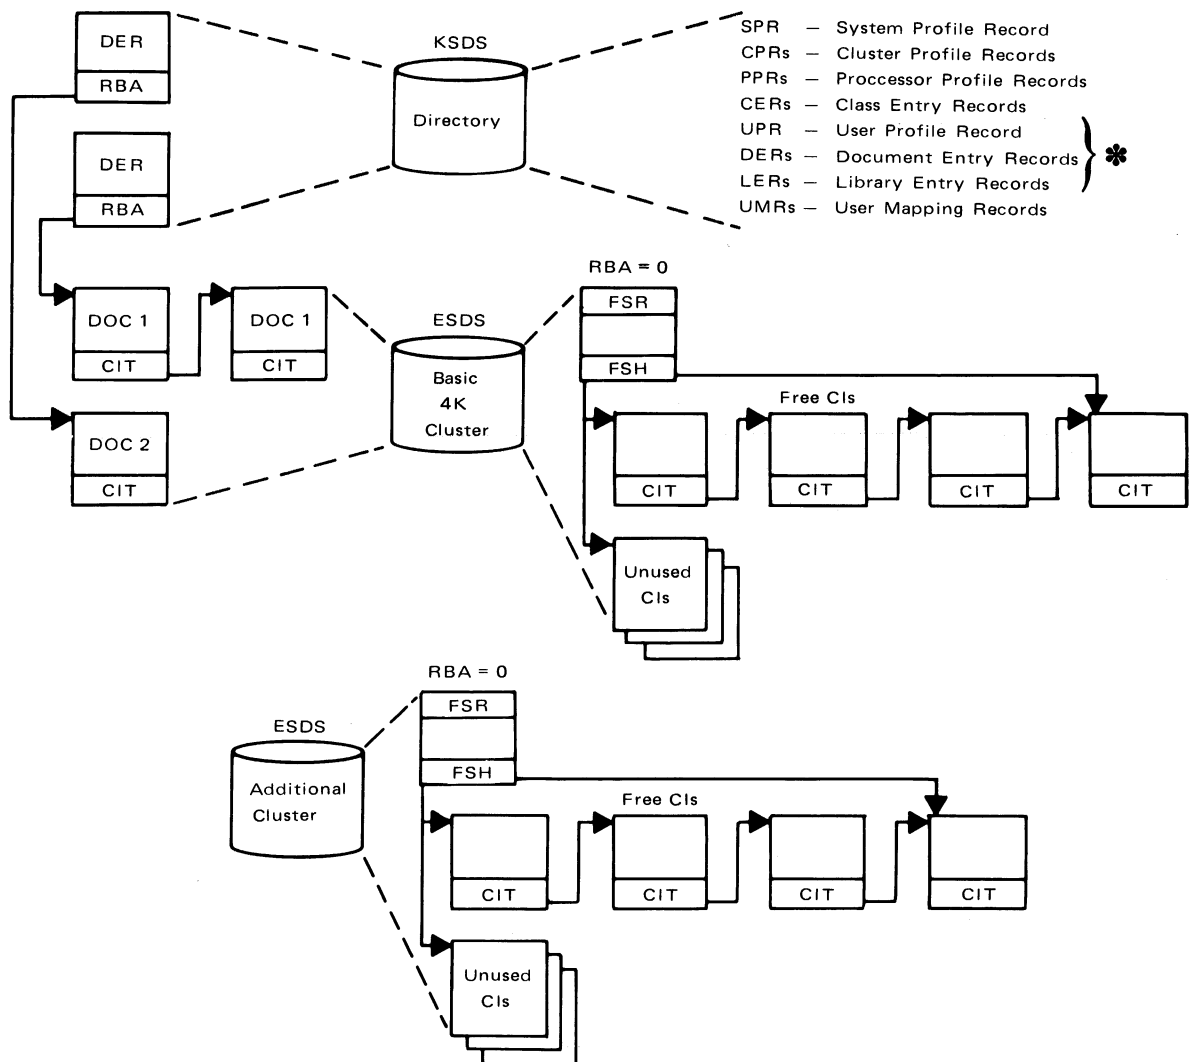 DER
RBA
DER
RBA
KSDS
Directory
SPR — System Profile Record
CPRs — Cluster Profile Records
PPRs — Proccessor Profile Records
CERs — Class Entry Records
UPR — User Profile Record
DERs — Document Entry Records
LERs — Library Entry Records
*
UMRs — User Mapping Records
DOC 1
CIT
DOC 1
CIT
DOC 2
CIT
ESDS
Basic
4K
Cluster
RBA = 0
FSR
FSH
Free CIs
CIT
CIT
CIT
CIT
Unused
CIs
ESDS
Additional
Cluster
RBA = 0
FSR
FSH
Free CIs
CIT
CIT
CIT
CIT
Unused
CIs